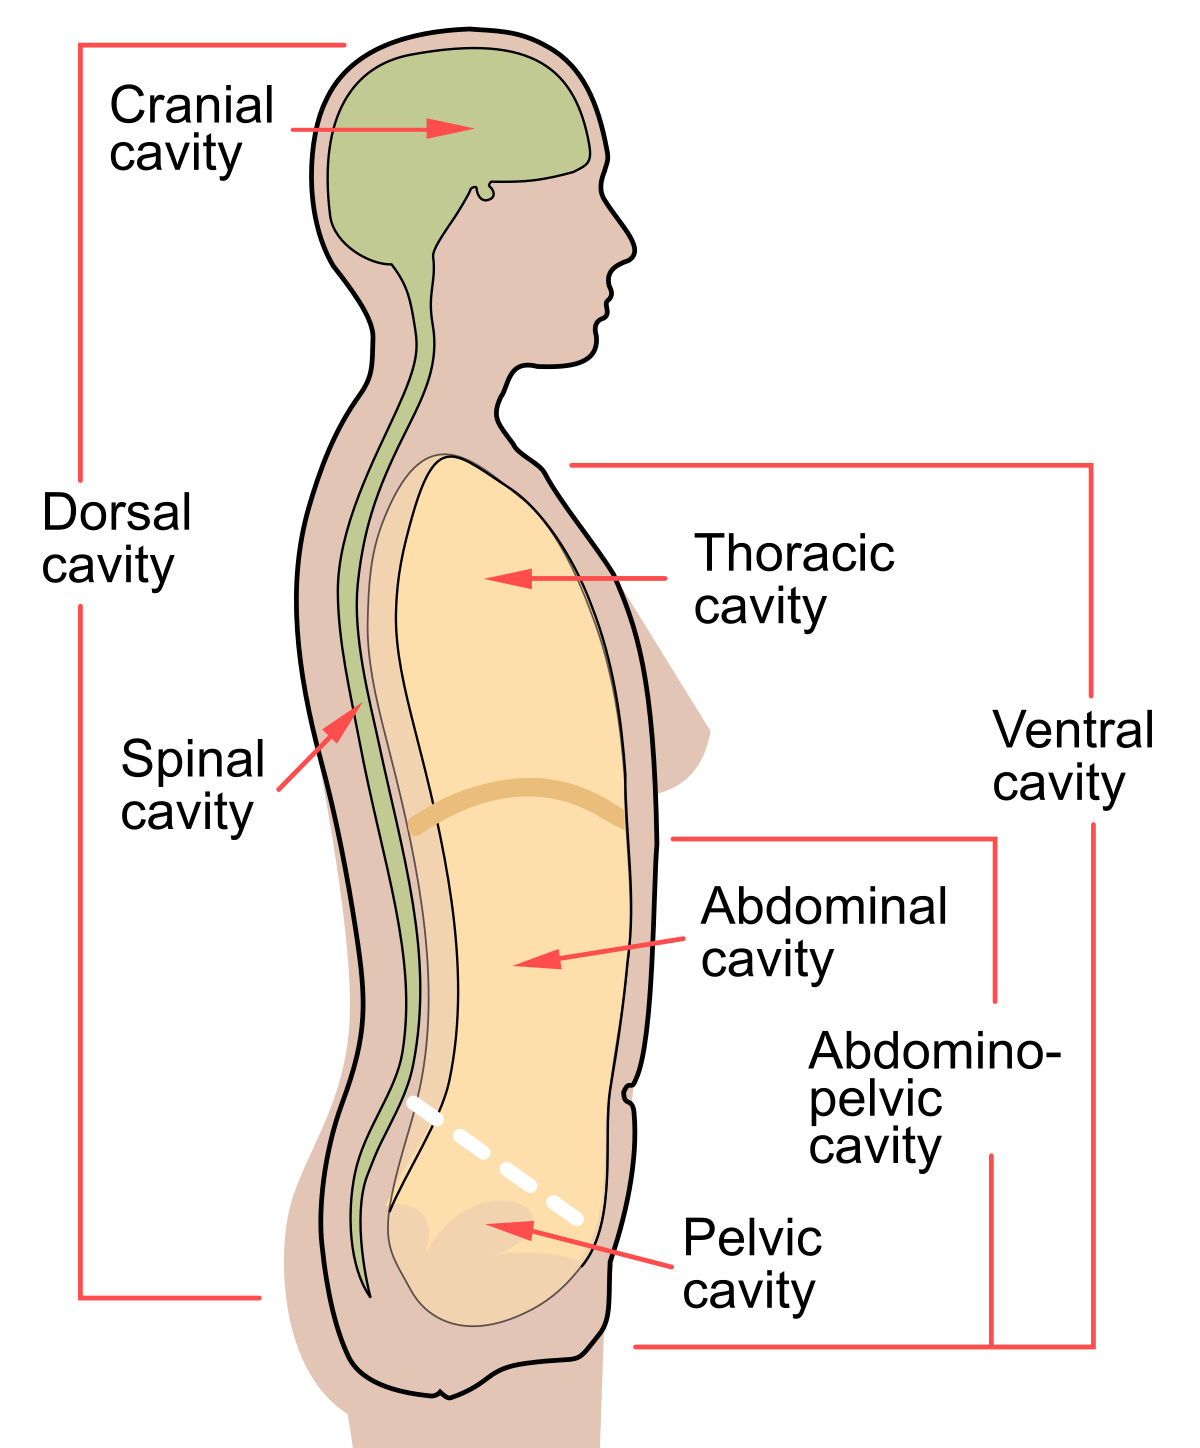 Cranial
cavity
Dorsal
cavity
Thoracic
cavity
Spinal
cavity
Ventral
cavity
Abdominal
cavity
Abdomino-
pelvic
cavity
Pelvic
cavity